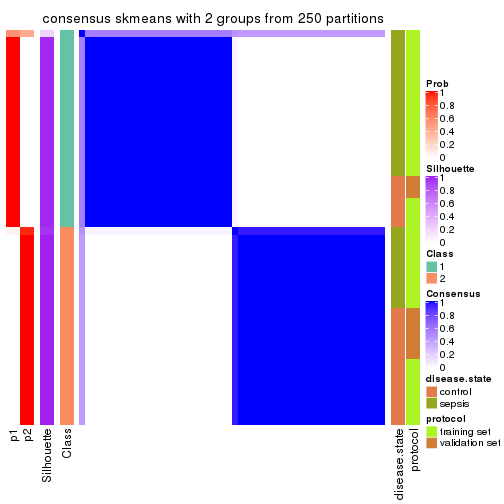 consensus skmeans with 2 groups from 250 partitions
Prob
1
0.8
0.6
0.4
0.2
0
Silhouette
1
0.8
0.6
0.4
0.2
0
Class
1
2
Consensus
1
0.8
0.6
0.4
0.2
0
disease.state
control
sepsis
protocol
training set
validation set
p1
p2
Silhouette
Class
disease.state
protocol